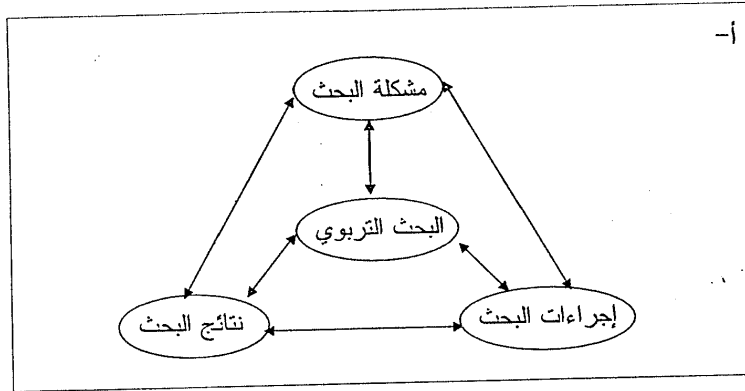 أ-
مشكلة البحث
البحث التربوي
إجراءات البحث
نتائج البحث